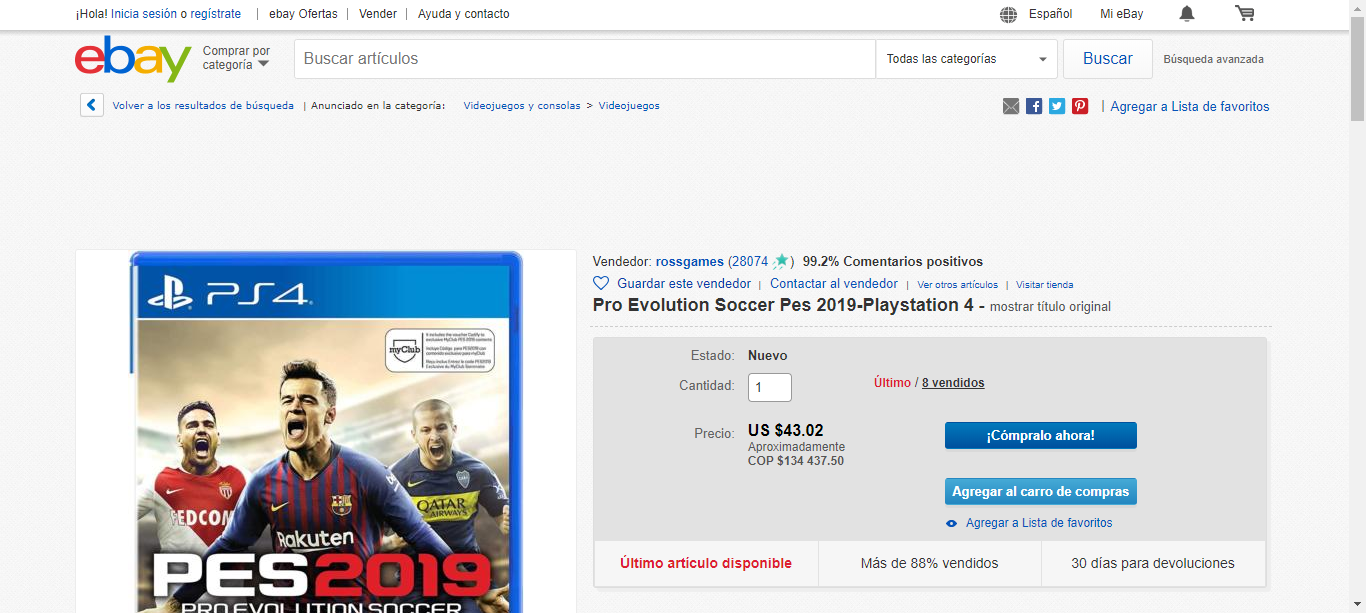 ¡Hola! Inicia sesión o regístrate | ebay Ofertas | Vender | Ayuda y contacto Español Mi eBay
ebay Comprar por categoría Buscar artículos Todas las categorías Buscar Búsqueda avanzada
Volver a los resultados de búsqueda | Anunciado en la categoría: Videojuegos y consolas > Videojuegos | Agregar a Lista de favoritos
Vendedor: rossgames (28074) 99.2% Comentarios positivos
Guardar este vendedor | Contactar al vendedor | Ver otros artículos | Visitar tienda
Pro Evolution Soccer Pes 2019-Playstation 4 - mostrar título original
PS4
myClub
FEDCOM
Rakuten
QATAR
AIRWAYS
PES2019
PRO EVOLUTION SOCCER
Estado: Nuevo
Cantidad: 1 Último / 8 vendidos
Precio: US $43.02
Aproximadamente
COP $134 437.50
¡Cómpralo ahora!
Agregar al carro de compras
Agregar a Lista de favoritos
Último artículo disponible Más de 88% vendidos 30 días para devoluciones